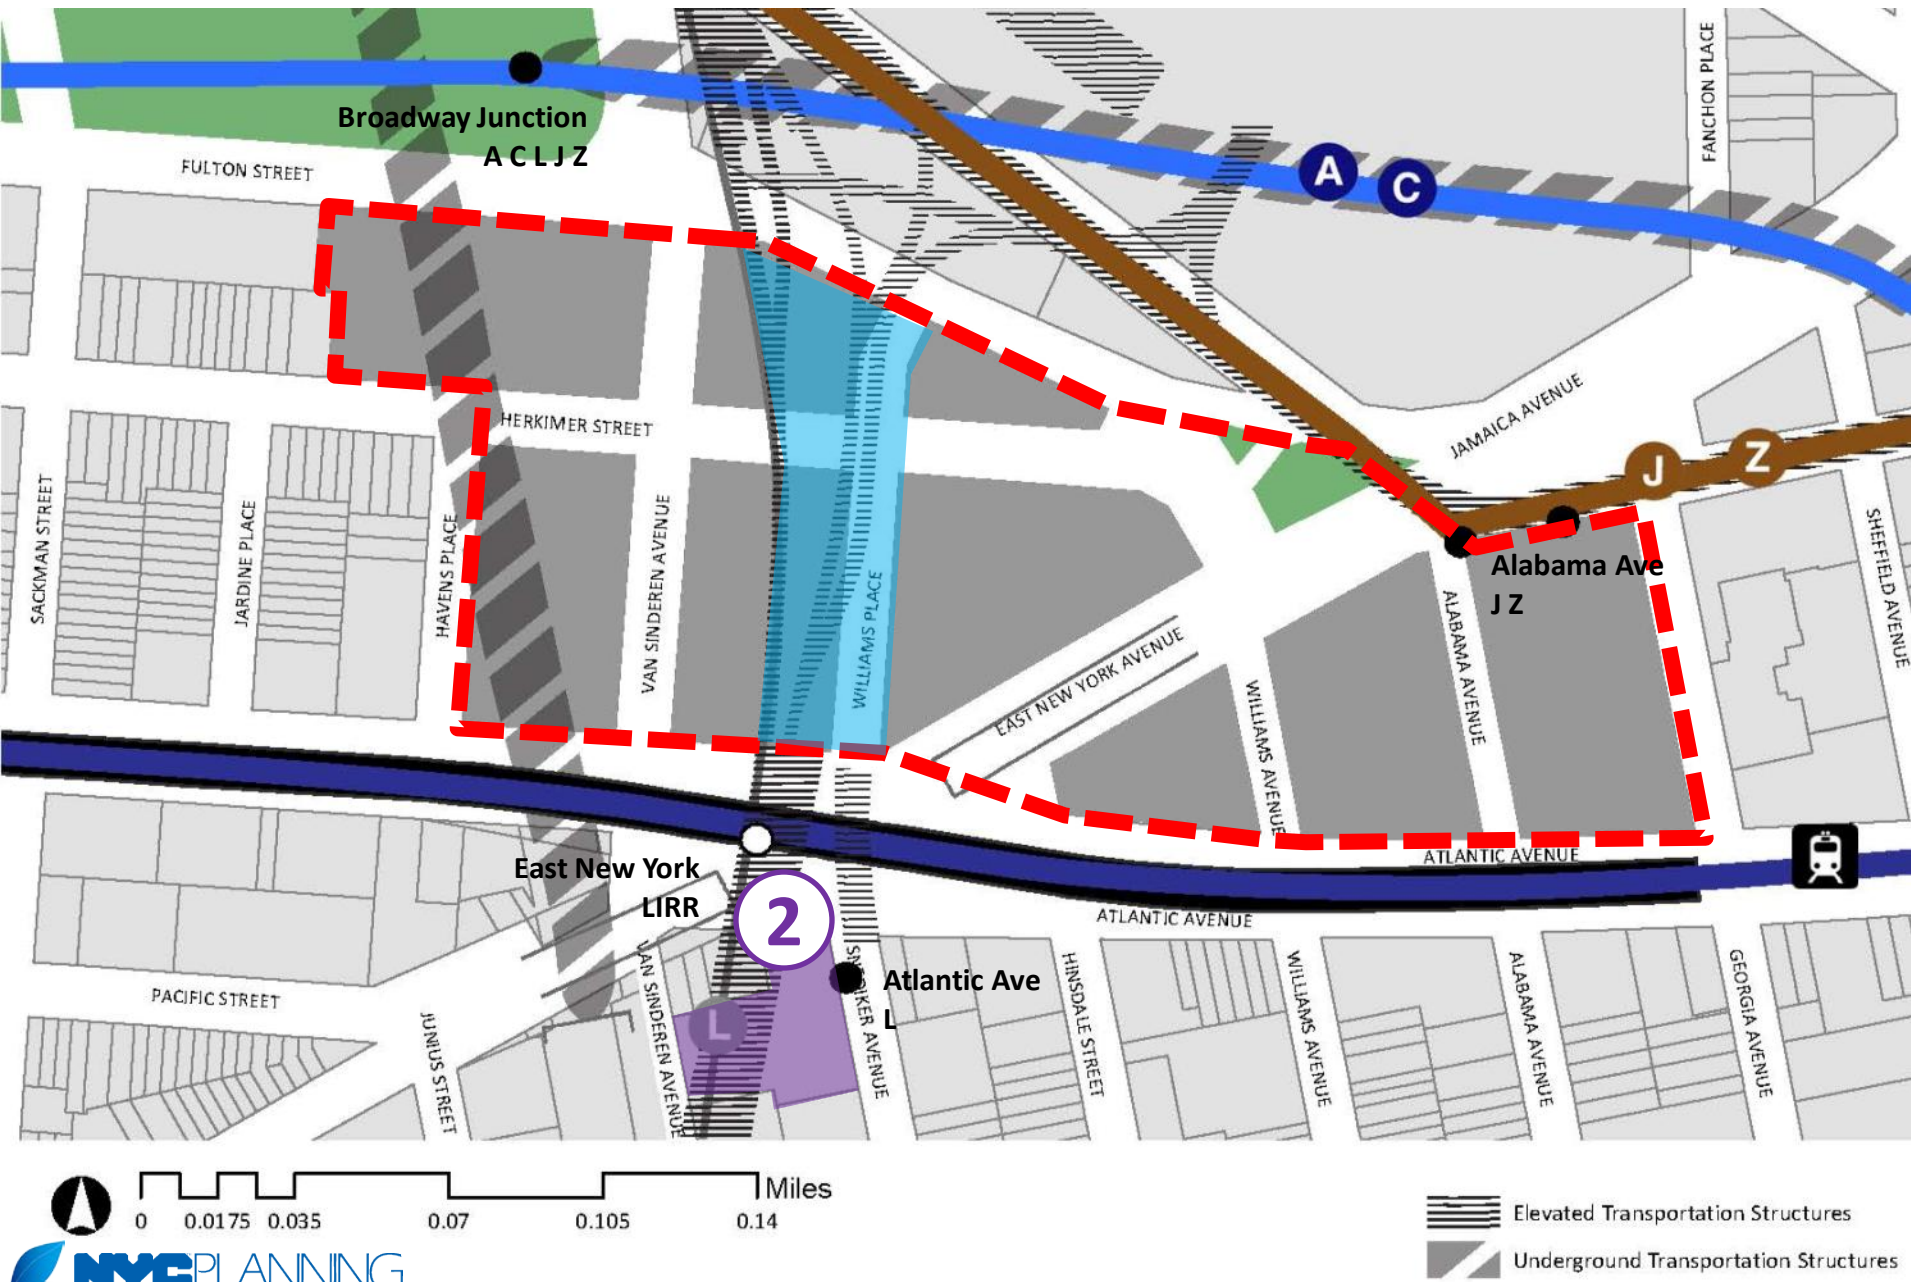 FANCHON PLACE
Broadway Junction
A C L J Z
FULTON STREET
A
C
HERKIMER STREET
JAMAICA AVENUE
J
Z
SACKMAN STREET
JARDINE PLACE
HAVENS PLACE
VAN SINDEREN AVENUE
WILLIAMS PLACE
EAST NEW YORK AVENUE
WILLIAMS AVENUE
ALABAMA AVENUE
Alabama Ave
J Z
SHEFFIELD AVENUE
ATLANTIC AVENUE
East New York
LIRR
2
ATLANTIC AVENUE
PACIFIC STREET
JUNIUS STREET
VAN SINDEREN AVENUE
L
Atlantic Ave
L
AVENUE
HINSDALE STREET
WILLIAMS AVENUE
ALABAMA AVENUE
GEORGIA AVENUE
Miles
0 0.0175 0.035 0.07 0.105 0.14
Elevated Transportation Structures
Underground Transportation Structures
NYC PLANNING